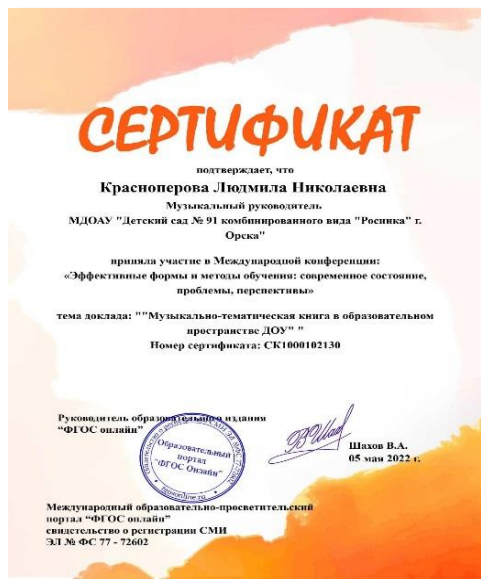 СЕРТИФИКАТ
подтверждает, что
Красноперова Людмила Николаевна
Музыкальный руководитель
МДОАУ "Детский сад № 91 комбинированного вида "Росинка" г.
Орска"
приняла участие в Международной конференции:
«Эффективные формы и методы обучения: современное состояние,
проблемы, перспективы»
тема доклада: ""Музыкально-тематическая книга в образовательном
пространстве ДОУ" "
Номер сертификата: СК1000102130
Руководитель образовательного издания
“ФГОС онлайн”
Образовательный
портал
"ФГОС Онлайн"
Шахов В.А.
05 мая 2022 г.
Международный образовательно-просветительский
портал “ФГОС онлайн”
свидетельство о регистрации СМИ
ЭЛ № ФС 77 - 72602